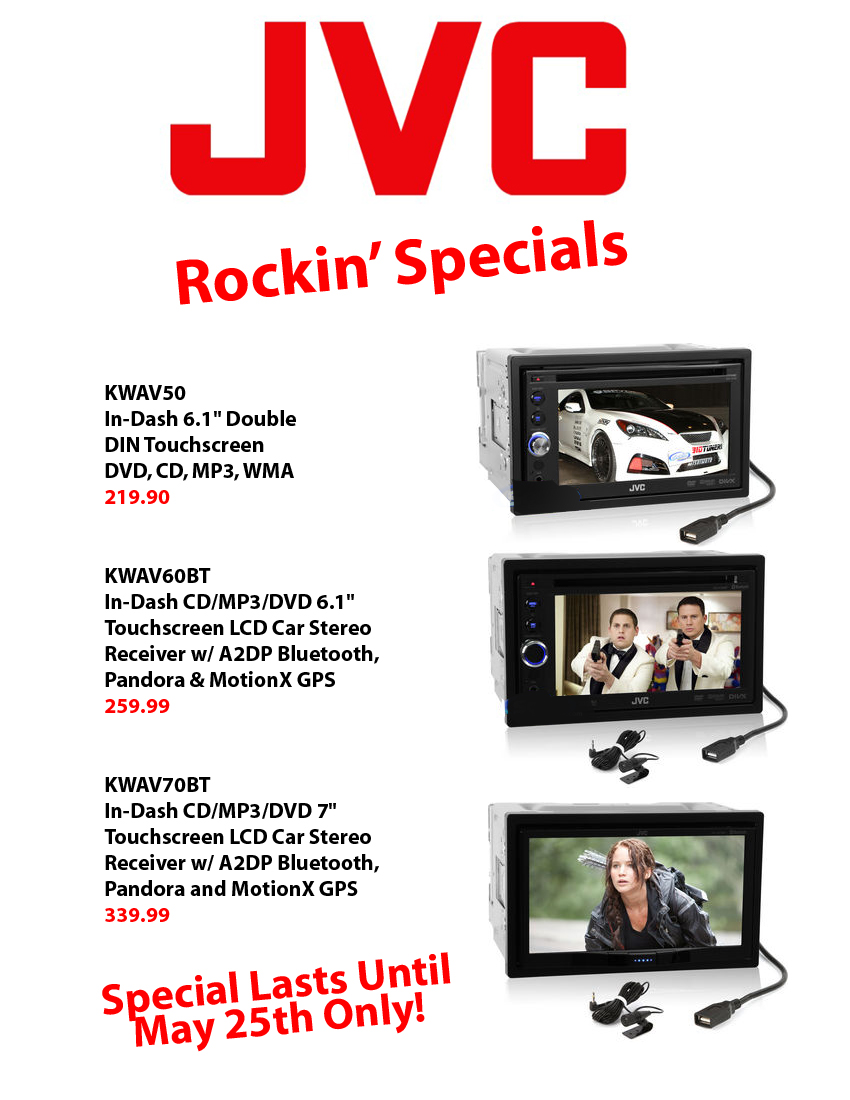 JVC
Rockin’ Specials
KWAV50
In-Dash 6.1" Double
DIN Touchscreen
DVD, CD, MP3, WMA
219.90
JVC
KWAV60BT
In-Dash CD/MP3/DVD 6.1"
Touchscreen LCD Car Stereo
Receiver w/ A2DP Bluetooth,
Pandora & MotionX GPS
259.99
JVC
KWAV70BT
In-Dash CD/MP3/DVD 7"
Touchscreen LCD Car Stereo
Receiver w/ A2DP Bluetooth,
Pandora and MotionX GPS
339.99
JVC
Special Lasts Until
May 25th Only!